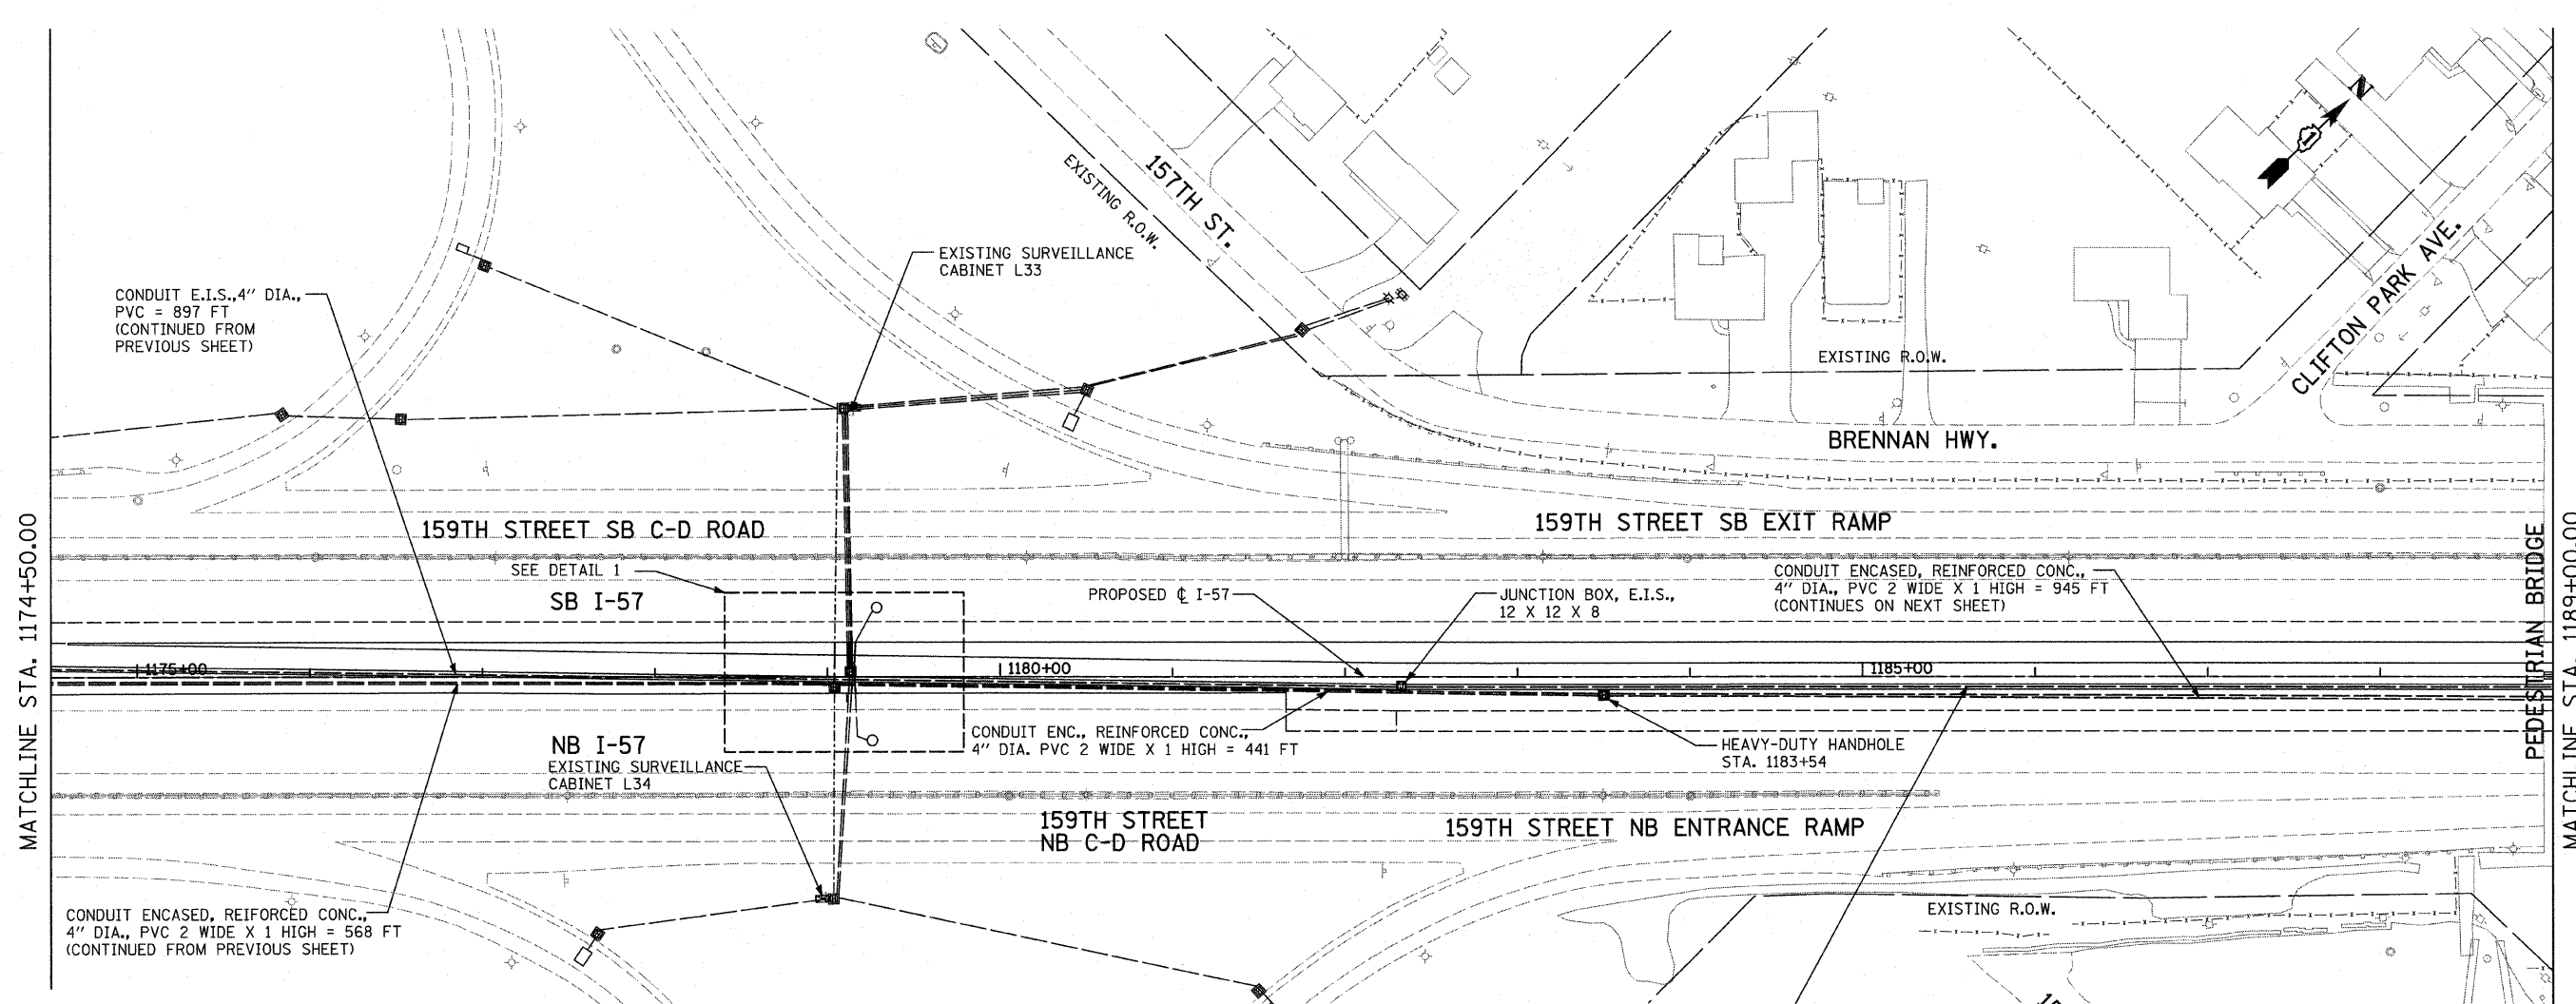 MATCHLINE STA. 1174+50.00
CONDUIT E.I.S.,4" DIA.,
PVC = 897 FT
(CONTINUED FROM
PREVIOUS SHEET)
EXISTING SURVEILLANCE
CABINET L33
EXISTING R.O.W.
157TH ST.
N
EXISTING R.O.W.
CLIFTON PARK AVE.
BRENNAN HWY.
159TH STREET SB C-D ROAD
159TH STREET SB EXIT RAMP
SEE DETAIL 1
SB I-57
PROPOSED ℄ I-57
JUNCTION BOX, E.I.S.,
12 X 12 X 8
CONDUIT ENCASED, REINFORCED CONC.,
4" DIA., PVC 2 WIDE X 1 HIGH = 945 FT
(CONTINUES ON NEXT SHEET)
PEDESTRIAN BRIDGE
MATCHLINE STA. 1189+00.00
1175+00
1180+00
1185+00
NB I-57
EXISTING SURVEILLANCE
CABINET L34
CONDUIT ENC., REINFORCED CONC.,
4" DIA. PVC 2 WIDE X 1 HIGH = 441 FT
HEAVY-DUTY HANDHOLE
STA. 1183+54
159TH STREET
NB C-D ROAD
159TH STREET NB ENTRANCE RAMP
CONDUIT ENCASED, REIFORCED CONC.,
4" DIA., PVC 2 WIDE X 1 HIGH = 568 FT
(CONTINUED FROM PREVIOUS SHEET)
EXISTING R.O.W.